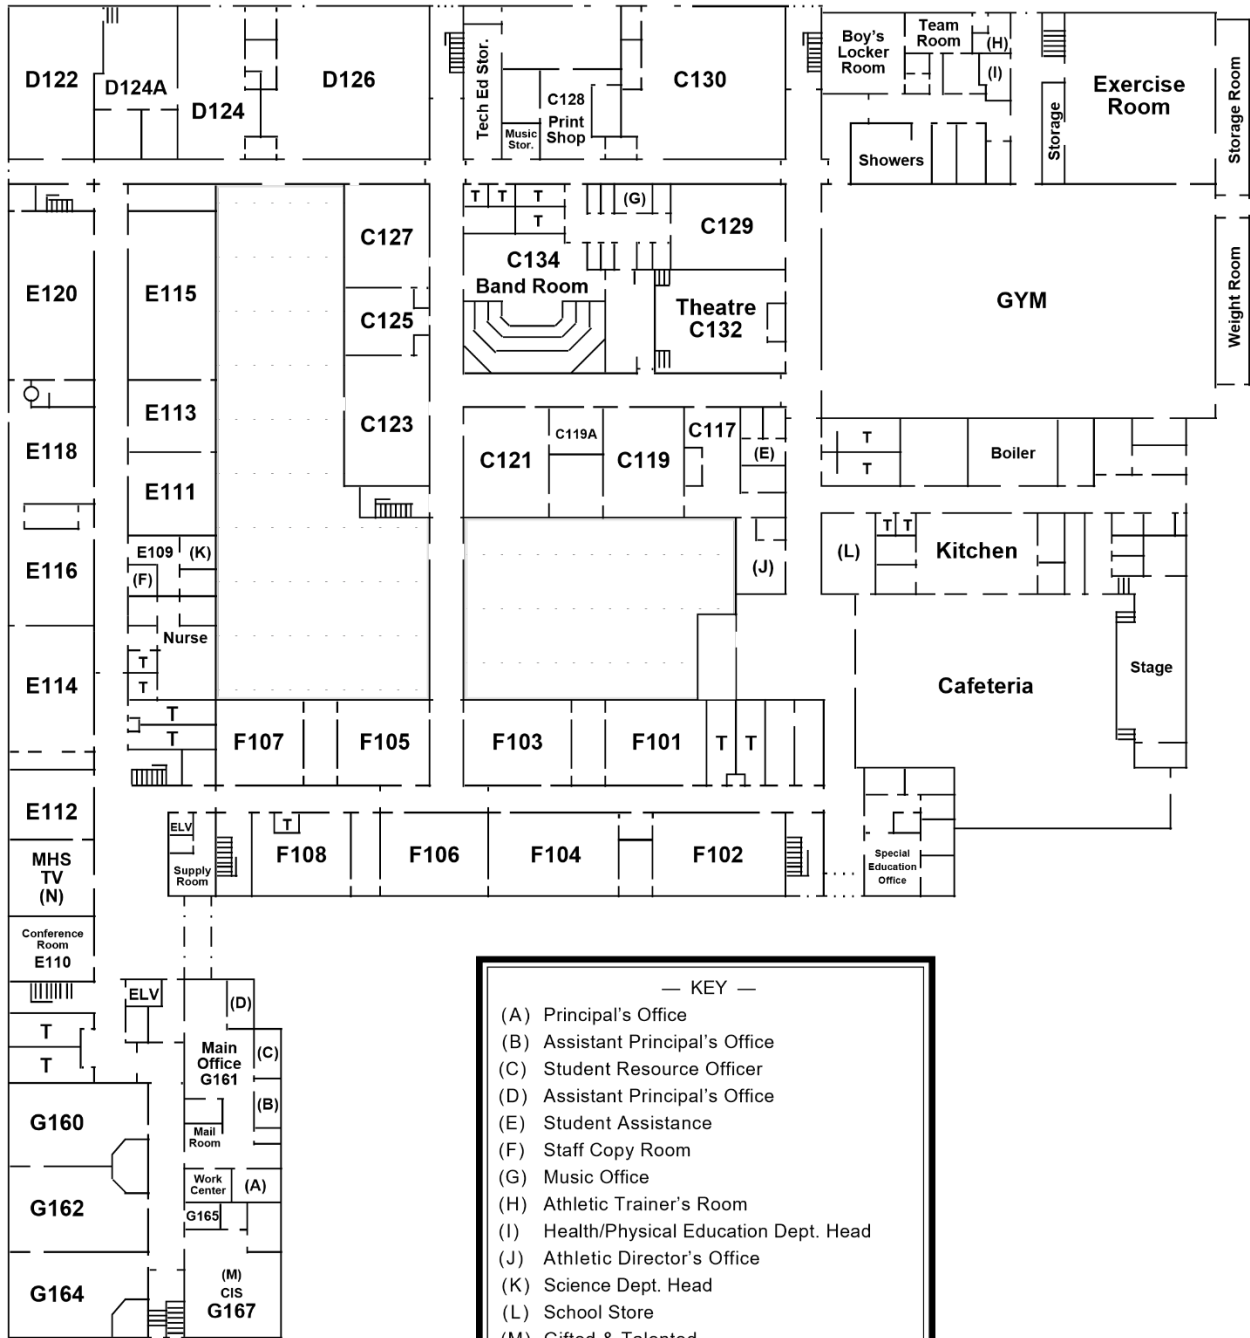 D122
D124A
D124
D126
Tech Ed Stor.
Music
Stor.
C128
Print
Shop
C130
Boy's
Locker
Room
Team
Room
(H)
(I)
Showers
Storage
Exercise
Room
Storage Room
E120
E115
C127
C125
C123
T
T
T
T
(G)
C134
Band Room
C129
Theatre
C132
GYM
Weight Room
E113
E118
E111
C121
C119A
C119
C117
(E)
T
T
Boiler
E116
E109
(K)
(F)
Nurse
(J)
(L)
T
T
Kitchen
E114
T
T
T
T
Cafeteria
Stage
F107
F105
F103
F101
T
T
E112
MHS
TV
(N)
ELV
Supply
Room
T
F108
F106
F104
F102
Special
Education
Office
Conference
Room
E110
ELV
(D)
T
T
Main
Office
G161
(C)
(B)
Mail
Room
G160
G162
G164
Work
Center
(A)
G165
(M)
CIS
G167
— KEY —
(A) Principal's Office
(B) Assistant Principal's Office
(C) Student Resource Officer
(D) Assistant Principal's Office
(E) Student Assistance
(F) Staff Copy Room
(G) Music Office
(H) Athletic Trainer's Room
(I) Health/Physical Education Dept. Head
(J) Athletic Director's Office
(K) Science Dept. Head
(L) School Store
(M) Gifted & Talented